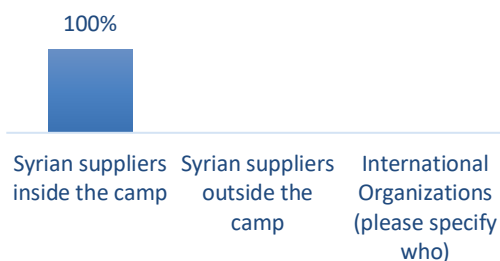 100%
Syrian suppliers
inside the camp
Syrian suppliers
outside the
camp
International
Organizations
(please specify
who)